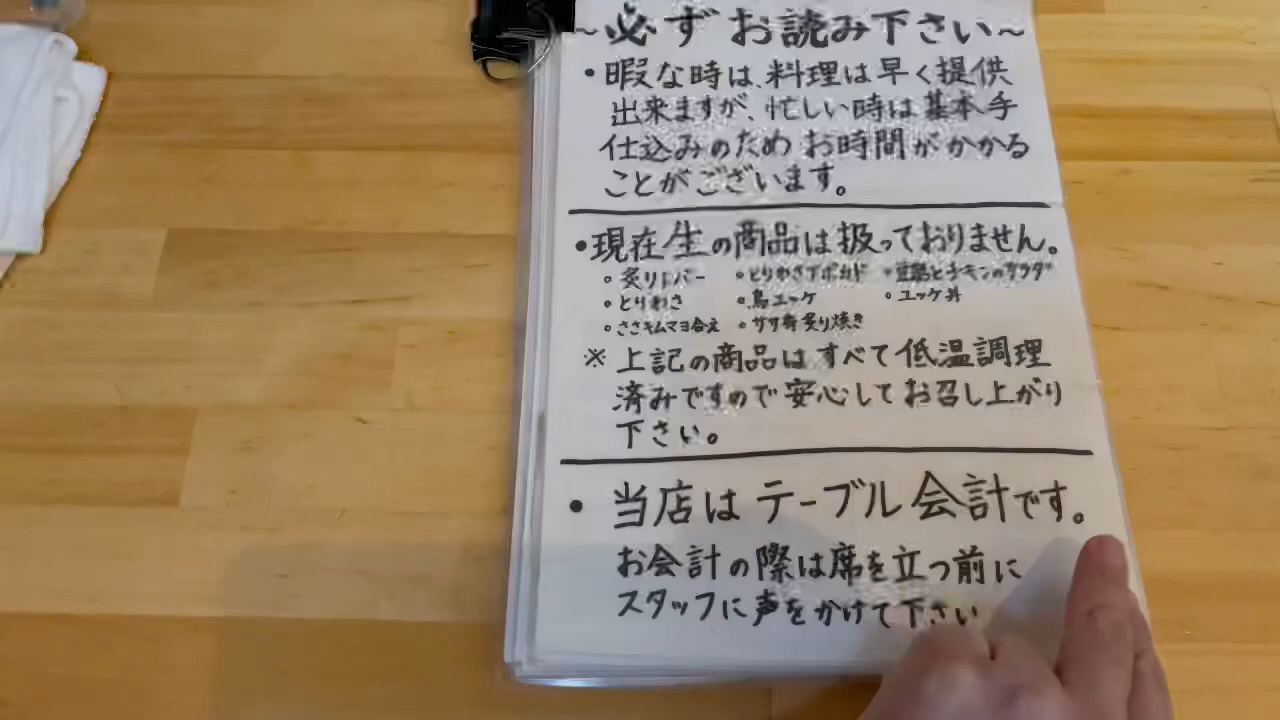 ~必ずお読み下さい~
・暇な時は、料理は早く提供
出来ますが、忙しい時は基本手
仕込みのため お時間がかかる
ことがございます。
・現在生の商品は扱っておりません。
◦炙りレバー ◦とりわさアボカド ◦豆腐とチキンのサラダ
◦とりわさ ◦鳥ユッケ ◦ユッケ丼
◦ささキムマヨ合え ◦ササ寿炙り焼き
※上記の商品はすべて低温調理
済みですので安心してお召し上がり
下さい。
・当店はテーブル会計です。
お会計の際は席を立つ前に
スタッフに声をかけて下さい